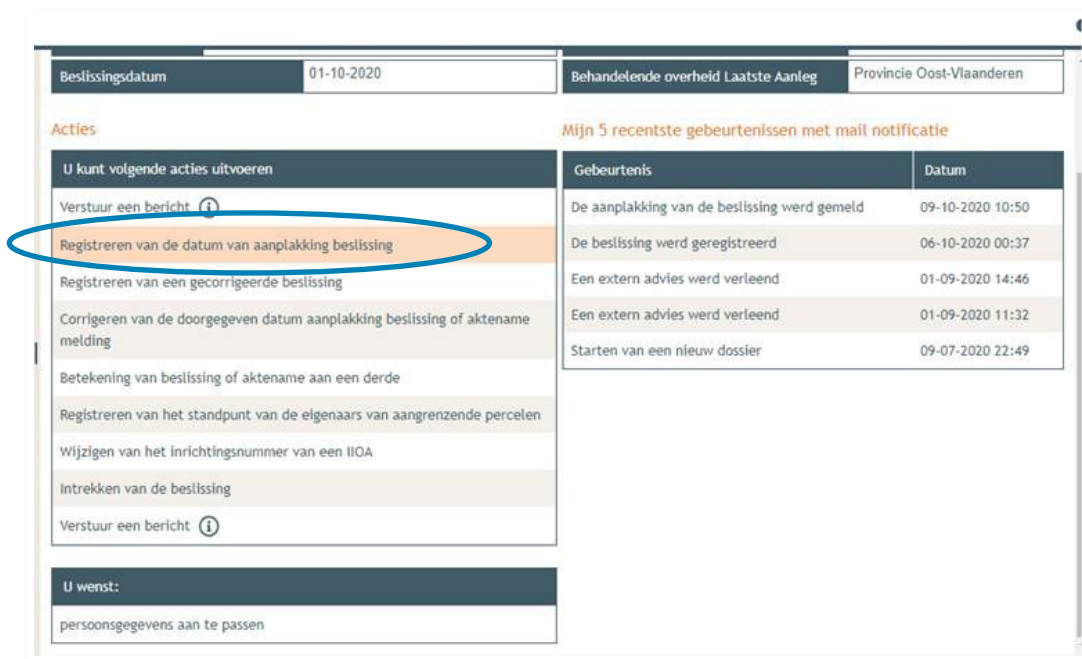 Beslissingsdatum
01-10-2020
Behandelende overheid Laatste Aanleg
Provincie Oost-Vlaanderen
Acties
U kunt volgende acties uitvoeren
Verstuur een bericht
Registreren van de datum van aanplakking beslissing
Registreren van een gecorrigeerde beslissing
Corrigeren van de doorgegeven datum aanplakking beslissing of aktename
melding
Betekening van beslissing of aktename aan een derde
Registreren van het standpunt van de eigenaars van aangrenzende percelen
Wijzigen van het inrichtingsnummer van een IIOA
Intrekken van de beslissing
Verstuur een bericht
U wenst:
persoonsgegevens aan te passen
Mijn 5 recentste gebeurtenissen met mail notificatie
Gebeurtenis Datum
De aanplakking van de beslissing werd gemeld 09-10-2020 10:50
De beslissing werd geregistreerd 06-10-2020 00:37
Een extern advies werd verleend 01-09-2020 14:46
Een extern advies werd verleend 01-09-2020 11:32
Starten van een nieuw dossier 09-07-2020 22:49